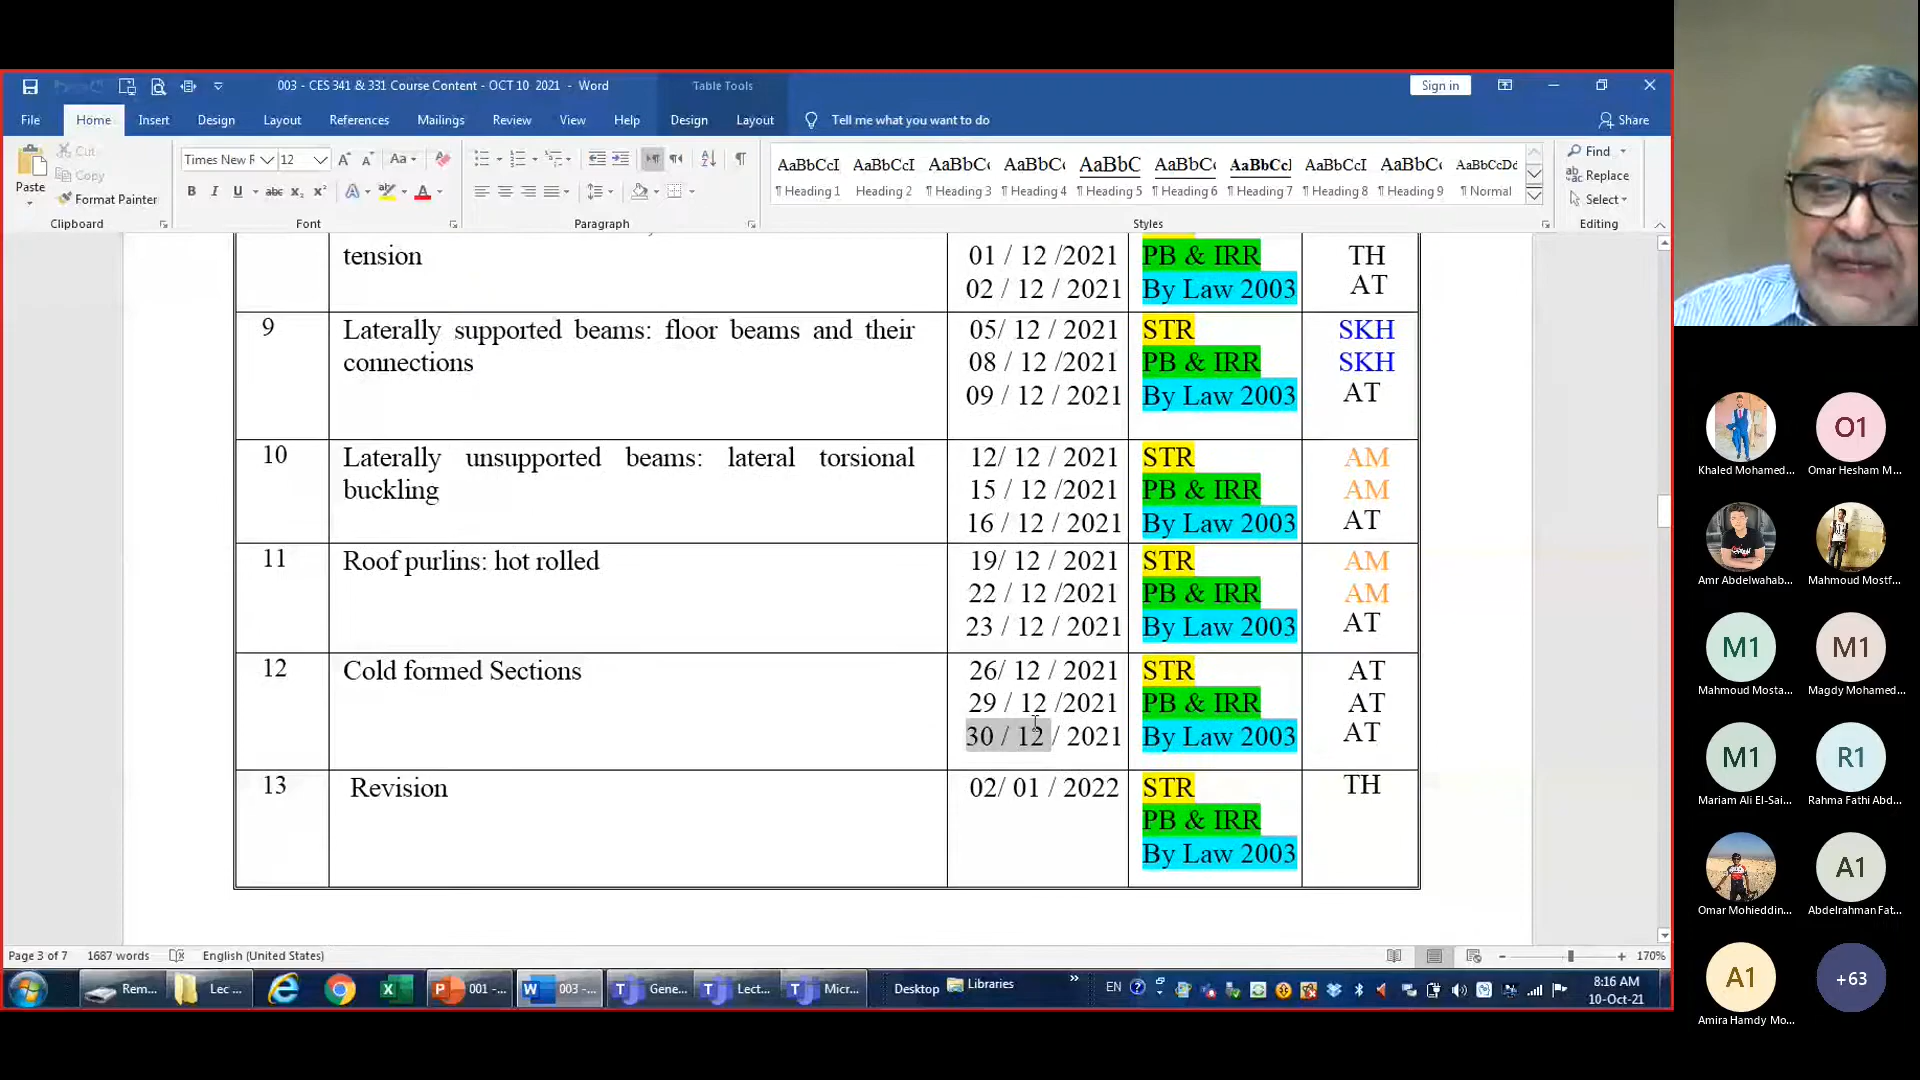 003 - CES 341 & 331 Course Content - OCT 10 2021 - Word
Table Tools
Sign in
File Home Insert Design Layout References Mailings Review View Help Design Layout Tell me what you want to do Share
Paste
Cut
Copy
Format Painter
Clipboard
Times New F 12
Font
Paragraph
AaBbCcI AaBbCcI AaBbC AaBbCc AaBbC AaBbC AaBbCcI AaBbCcI AaBbC AaBbCcDd
¶ Heading 1 Heading 2 ¶ Heading 3 ¶ Heading 4 ¶ Heading 5 ¶ Heading 6 ¶ Heading 7 ¶ Heading 8 ¶ Heading 9 ¶ Normal
Styles
Find
Replace
Select
Editing
tension
01 / 12 /2021 PB & IRR TH
02 / 12 / 2021 By Law 2003 AT
9 Laterally supported beams: floor beams and their 05/ 12 / 2021 STR SKH
connections 08 / 12 /2021 PB & IRR SKH
09 / 12 / 2021 By Law 2003 AT
10 Laterally unsupported beams: lateral torsional 12/ 12 / 2021 STR AM
buckling 15 / 12 /2021 PB & IRR AM
16 / 12 / 2021 By Law 2003 AT
11 Roof purlins: hot rolled 19/ 12 / 2021 STR AM
22 / 12 /2021 PB & IRR AM
23 / 12 / 2021 By Law 2003 AT
12 Cold formed Sections 26/ 12 / 2021 STR AT
29 / 12 /2021 PB & IRR AT
30 / 12 / 2021 By Law 2003 AT
13 Revision 02/ 01 / 2022 STR TH
PB & IRR
By Law 2003
Page 3 of 7 1687 words English (United States) 170%
Rem... Lec ... 001 -... 003 -... Gene... Lect... Micr... Desktop Libraries EN 8:16 AM
10-Oct-21
Khaled Mohamed...
O1
Omar Hesham M...
Amr Abdelwahab...
Mahmoud Mostf...
M1
Mahmoud Mosta...
M1
Magdy Mohamed...
M1
Mariam Ali El-Sai...
R1
Rahma Fathi Abd...
Omar Mohieddin...
A1
Abdelrahman Fat...
A1
Amira Hamdy Mo...
+63